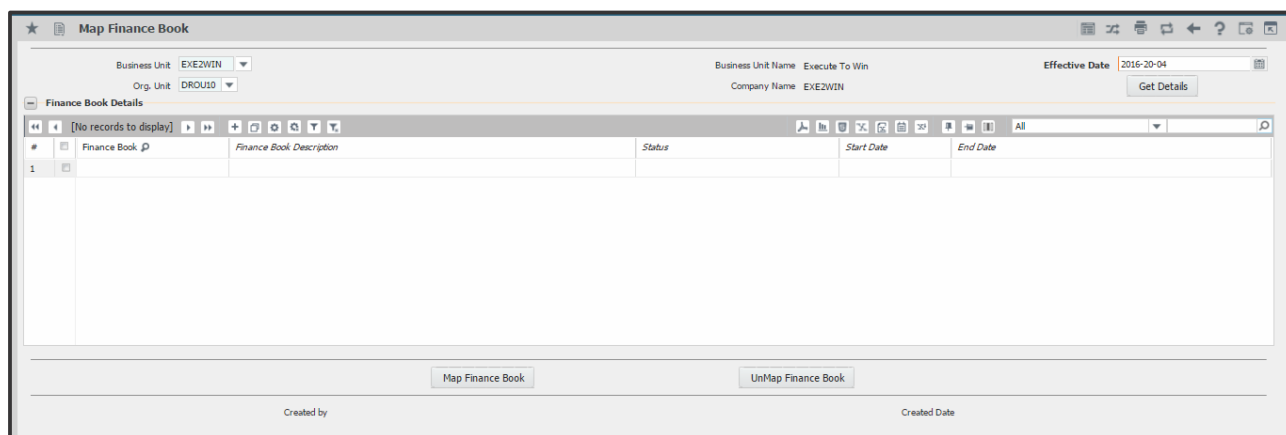 Map Finance Book
Business Unit EXE2WIN Business Unit Name Execute To Win Effective Date 2016-20-04
Org. Unit DROU10 Company Name EXE2WIN Get Details
Finance Book Details
[No records to display] All
# Finance Book Finance Book Description Status Start Date End Date
1
Map Finance Book UnMap Finance Book
Created by Created Date